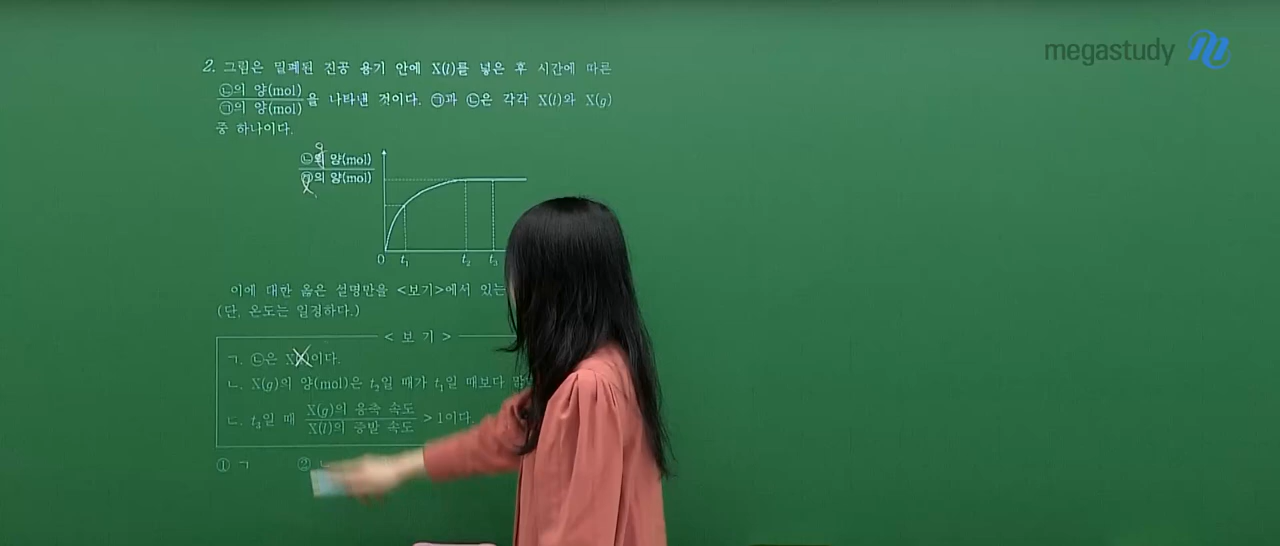 megastudy
2. 그림은 밀폐된 진공 용기 안에 X(l)를 넣은 후 시간에 따른
㉡의 양(mol)
㉠의 양(mol)
을 나타낸 것이다. ㉠과 ㉡은 각각 X(l)와 X(g)
중 하나이다.
g
㉡의 양(mol)
㉠의 양(mol)
l
0 t₁ t₂ t₃
이에 대한 옳은 설명만을 <보기>에서 있는
(단, 온도는 일정하다.)
< 보 기 >
ㄱ. ㉡은 X 이다.
ㄴ. X(g)의 양(mol)은 t₂일 때가 t₁일 때보다
ㄷ. t₃일 때
X(g)의 응축 속도
X(l)의 증발 속도
> 1이다.
① ㄱ ②